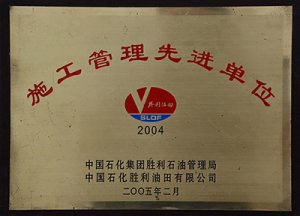 施工管理先进单位
胜利油田
SLOF
2004
中国石化集团胜利石油管理局
中国石化胜利油田有限公司
二〇〇五年二月